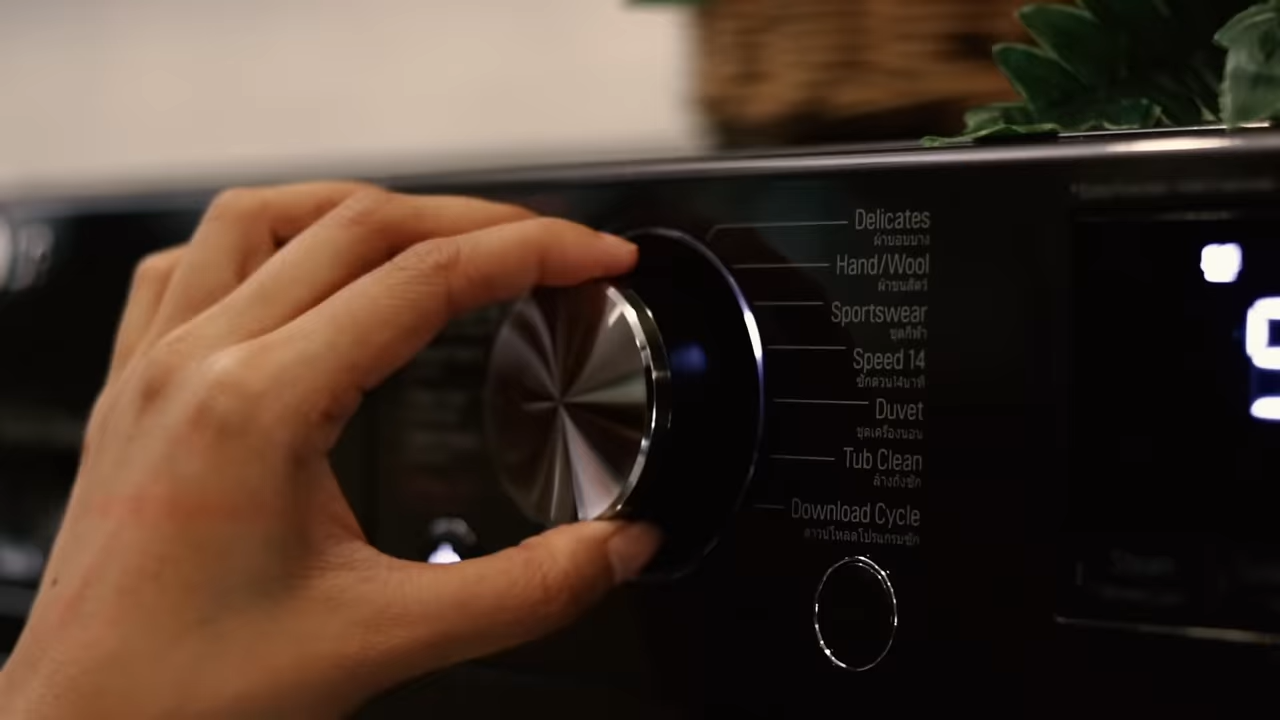 Delicates
ผ้าบอบบาง
Hand/Wool
ผ้าขนสัตว์
Sportswear
ชุดกีฬา
Speed 14
ซักด่วน14นาที
Duvet
ชุดเครื่องนอน
Tub Clean
ล้างถังซัก
Download Cycle
ดาวน์โหลดโปรแกรมซัก